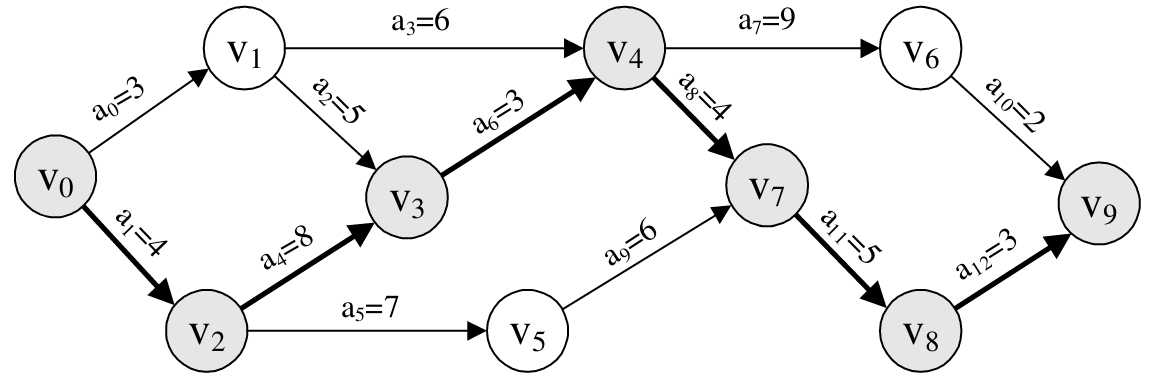 a₃=6
a₇=9
v₁
v₄
v₆
a₀=3
a₂=5
a₆=3
a₈=4
a₁₀=2
v₀
v₃
v₇
v₉
a₁=4
a₄=8
a₉=6
a₁₁=5
a₁₂=3
a₅=7
v₂
v₅
v₈